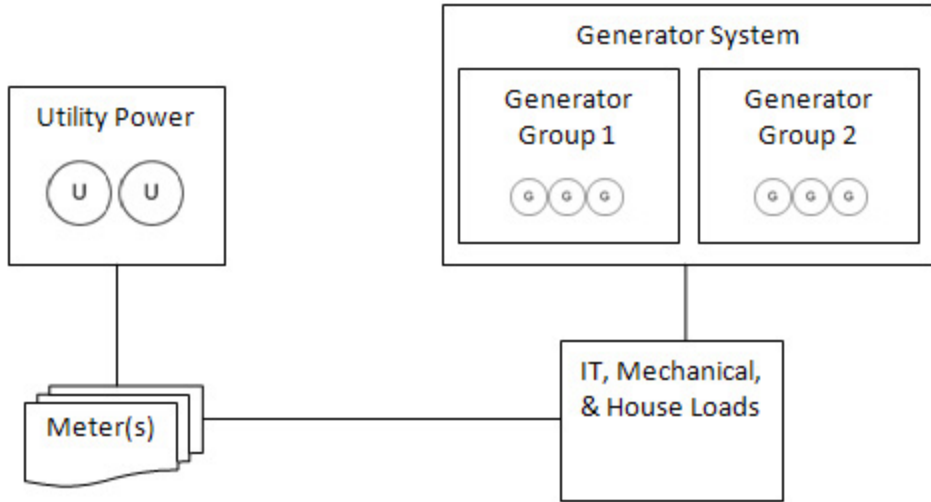 Generator System
Utility Power
U U
Generator
Group 1
G G G
Generator
Group 2
G G G
Meter(s)
IT, Mechanical,
& House Loads